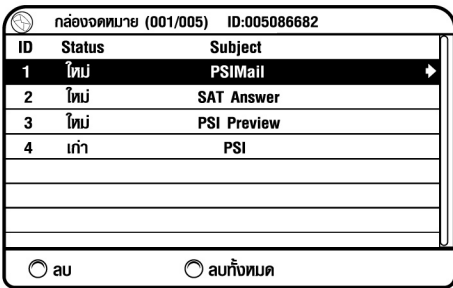 กล่องจดหมาย (001/005) ID:005086682
ID Status Subject
1 ใหม่ PSIMail
2 ใหม่ SAT Answer
3 ใหม่ PSI Preview
4 เก่า PSI
ลบ ลบทั้งหมด